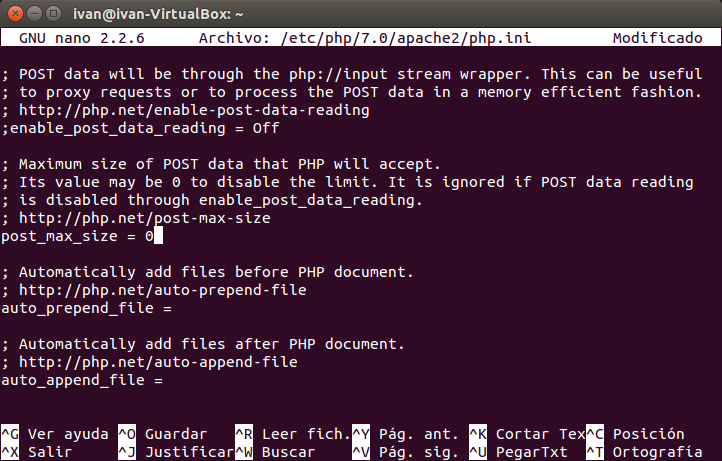 ivan@ivan-VirtualBox: ~
GNU nano 2.2.6 Archivo: /etc/php/7.0/apache2/php.ini Modificado
; POST data will be through the php://input stream wrapper. This can be useful
; to proxy requests or to process the POST data in a memory efficient fashion.
; http://php.net/enable-post-data-reading
;enable_post_data_reading = Off
; Maximum size of POST data that PHP will accept.
; Its value may be 0 to disable the limit. It is ignored if POST data reading
; is disabled through enable_post_data_reading.
; http://php.net/post-max-size
post_max_size = 0
; Automatically add files before PHP document.
; http://php.net/auto-prepend-file
auto_prepend_file =
; Automatically add files after PHP document.
; http://php.net/auto-append-file
auto_append_file =
^G Ver ayuda ^O Guardar ^R Leer fich. ^Y Pág. ant. ^K Cortar Tex ^C Posición
^X Salir ^J Justificar ^W Buscar ^V Pág. sig. ^U PegarTxt ^T Ortografía